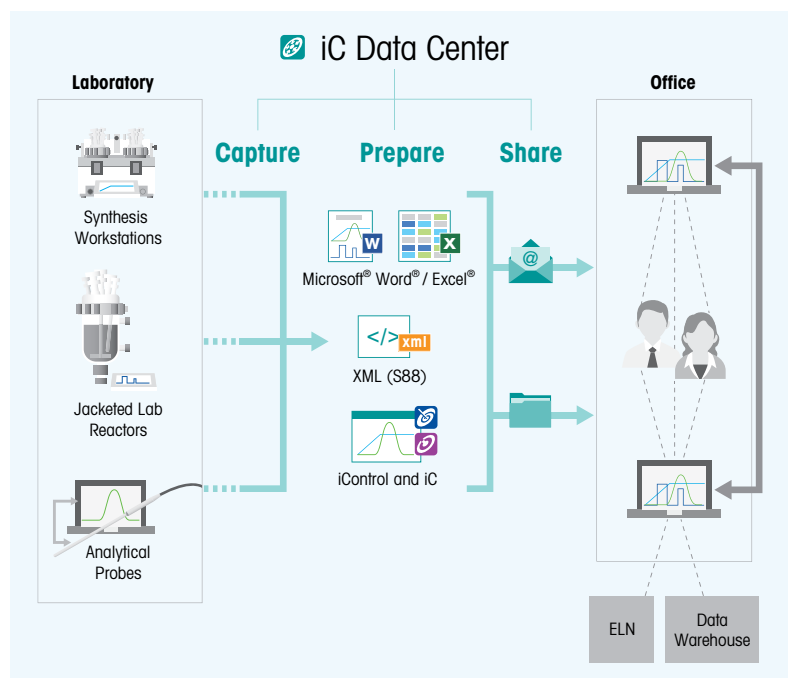 iC Data Center
Laboratory
Office
Capture
Prepare
Share
Synthesis
Workstations
W
X
Microsoft® Word® / Excel®
@
</>
xml
XML (S88)
Jacketed Lab
Reactors
iControl and iC
Analytical
Probes
ELN
Data
Warehouse